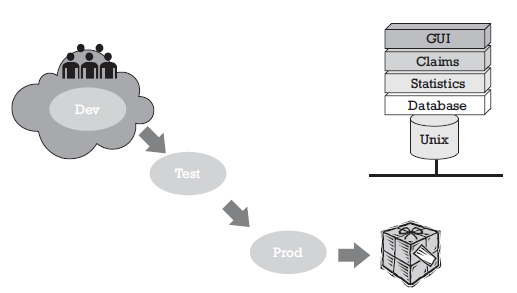 GUI
Claims
Statistics
Database
Unix
Dev
Test
Prod